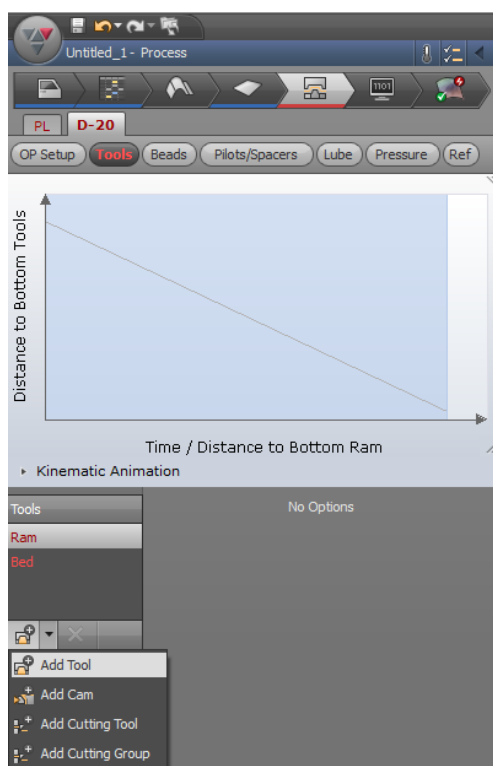 Untitled_1 - Process
1101
PL D-20
OP Setup Tools Beads Pilots/Spacers Lube Pressure Ref
Distance to Bottom Tools
Time / Distance to Bottom Ram
Kinematic Animation
Tools
No Options
Ram
Bed
Add Tool
Add Cam
Add Cutting Tool
Add Cutting Group